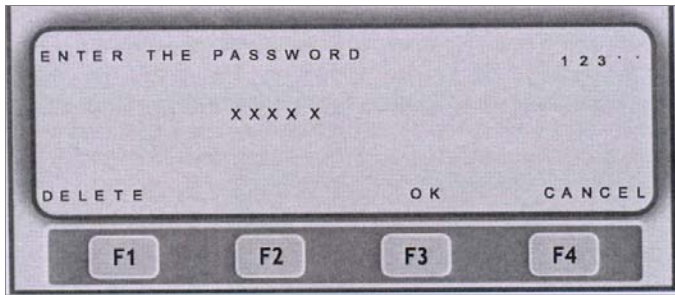 ENTER THE PASSWORD 123··
XXXXX
DELETE OK CANCEL
F1 F2 F3 F4